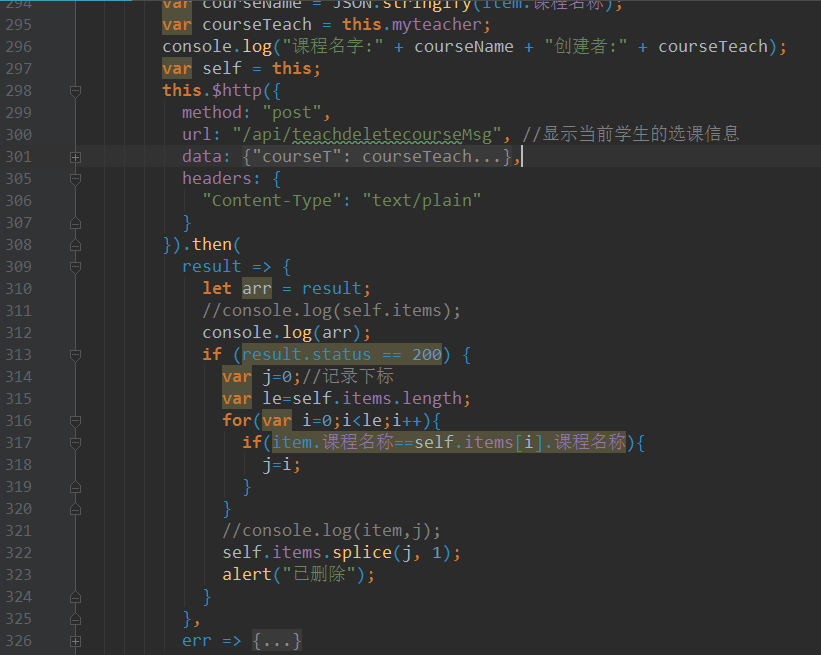 294 var courseName = JSON.stringify(item.课程名称);
295 var courseTeach = this.myteacher;
296 console.log("课程名字:" + courseName + "创建者:" + courseTeach);
297 var self = this;
298 this.$http({
299 method: "post",
300 url: "/api/teachdeletecourseMsg", //显示当前学生的选课信息
301 data: {"courseT": courseTeach...},
305 headers: {
306 "Content-Type": "text/plain"
307 }
308 }).then(
309 result => {
310 let arr = result;
311 //console.log(self.items);
312 console.log(arr);
313 if (result.status == 200) {
314 var j=0;//记录下标
315 var le=self.items.length;
316 for(var i=0;i<le;i++){
317 if(item.课程名称==self.items[i].课程名称){
318 j=i;
319 }
320 }
321 //console.log(item,j);
322 self.items.splice(j, 1);
323 alert("已删除");
324 }
325 },
326 err => {...}